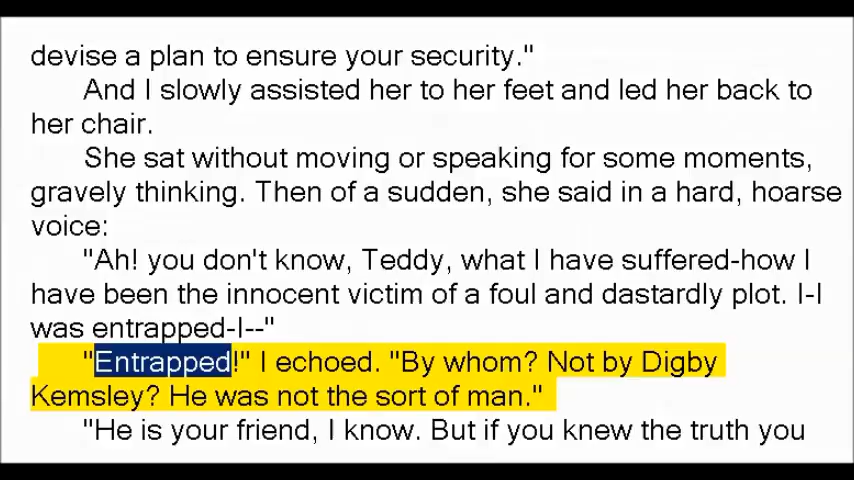 devise a plan to ensure your security."
And I slowly assisted her to her feet and led her back to
her chair.
She sat without moving or speaking for some moments,
gravely thinking. Then of a sudden, she said in a hard, hoarse
voice:
"Ah! you don't know, Teddy, what I have suffered-how I
have been the innocent victim of a foul and dastardly plot. I-I
was entrapped-I--"
"Entrapped!" I echoed. "By whom? Not by Digby
Kemsley? He was not the sort of man."
"He is your friend, I know. But if you knew the truth you